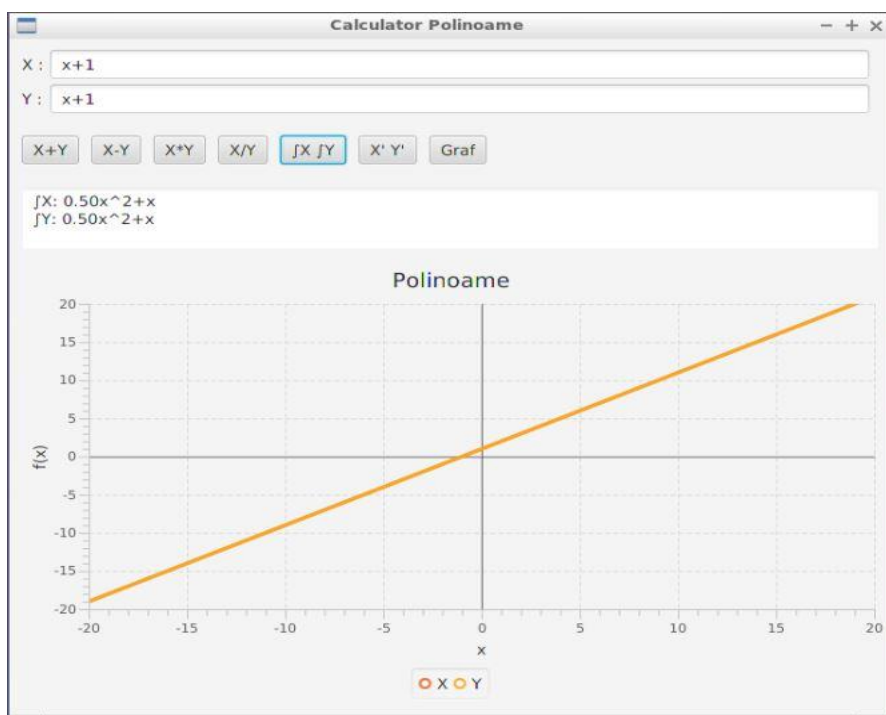 Calculator Polinoame
X : x+1
Y : x+1
X+Y X-Y X*Y X/Y ∫X ∫Y X' Y' Graf
∫X: 0.50x^2+x
∫Y: 0.50x^2+x
Polinoame
20
15
10
5
0
-5
-10
-15
-20
f(x)
-20 -15 -10 -5 0 5 10 15 20
x
X Y